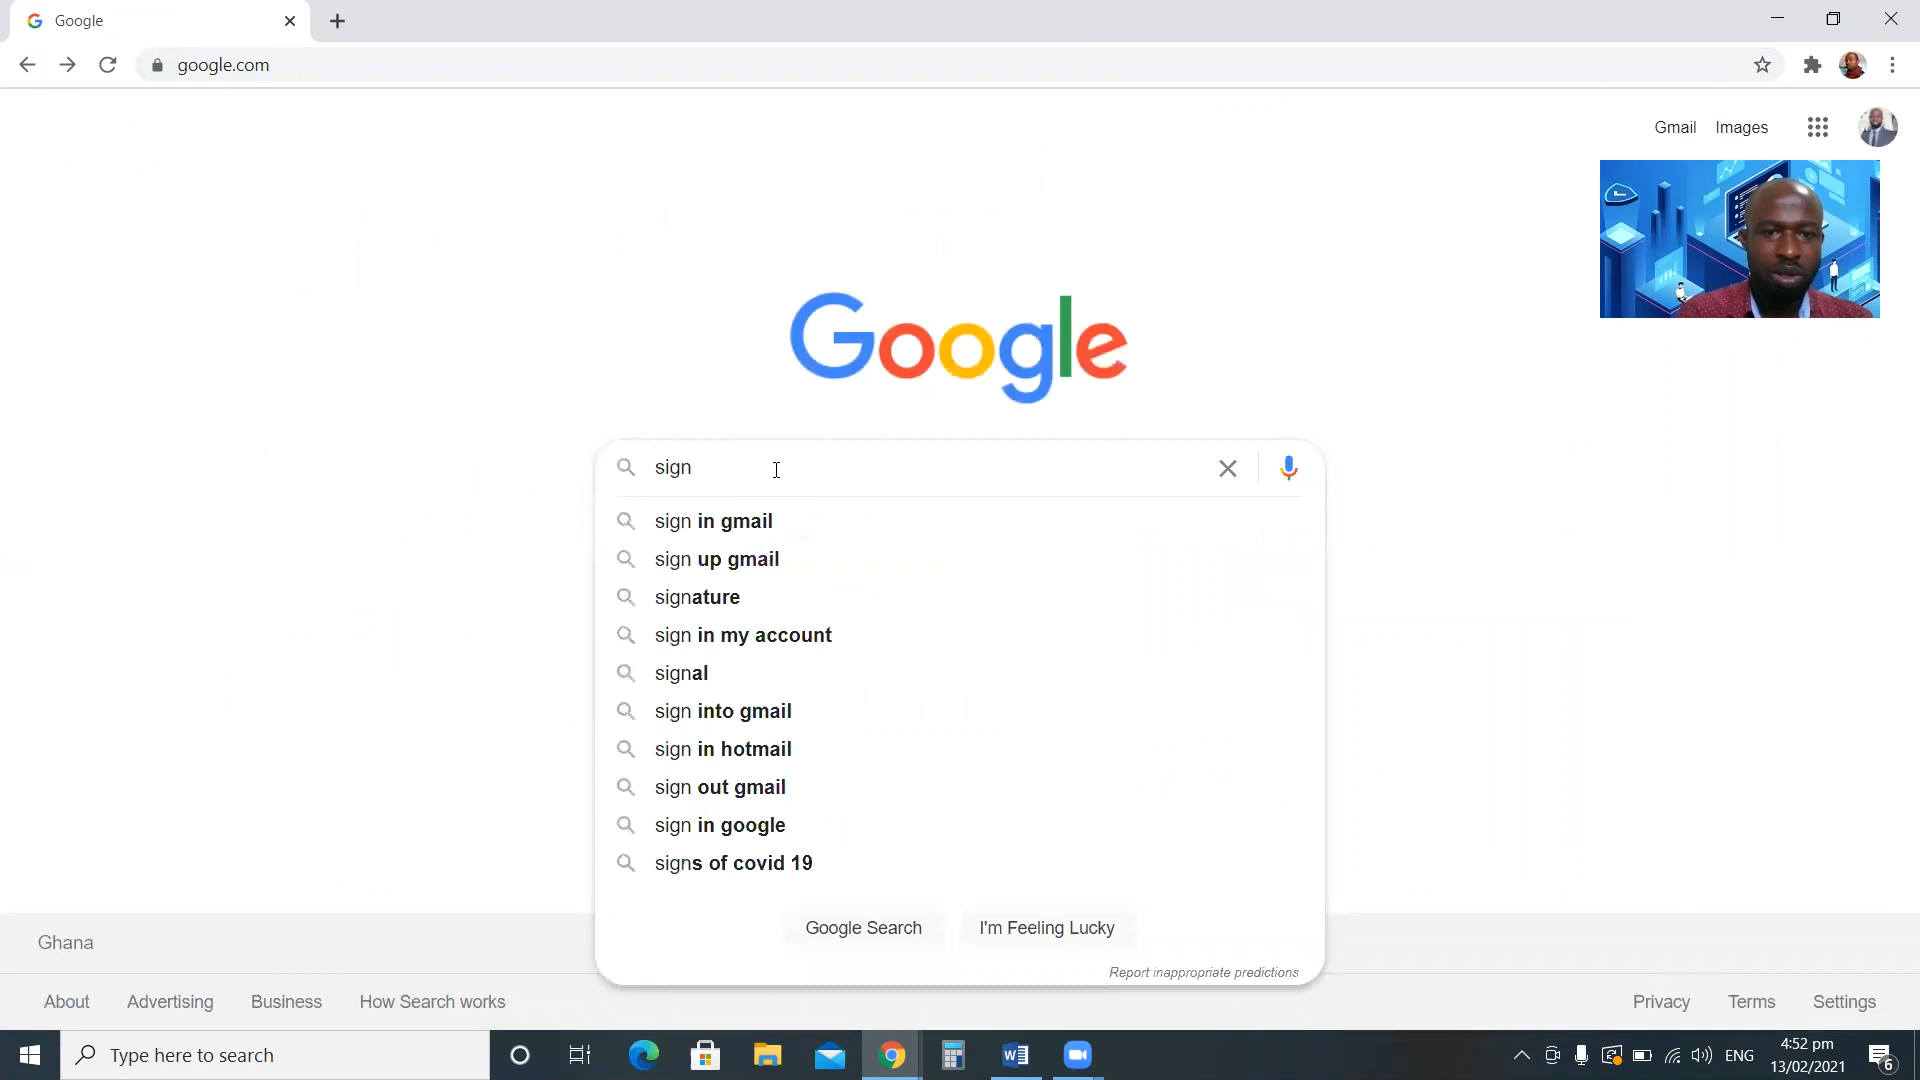 Google
google.com
Gmail Images
Google
sign
sign in gmail
sign up gmail
signature
sign in my account
signal
sign into gmail
sign in hotmail
sign out gmail
sign in google
signs of covid 19
Google Search I'm Feeling Lucky
Report inappropriate predictions
Ghana
About Advertising Business How Search works Privacy Terms Settings
Type here to search
ENG
4:52 pm
13/02/2021
6